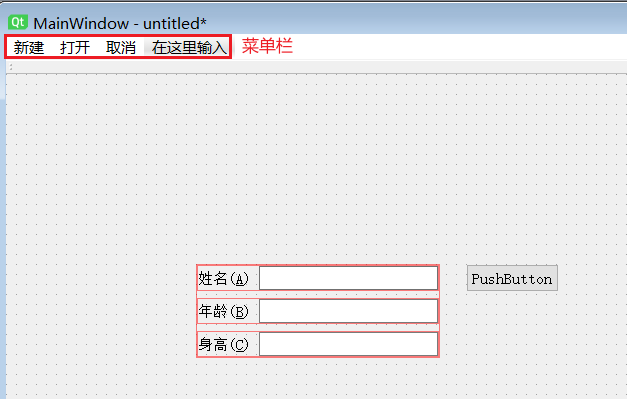 Qt MainWindow - untitled*
新建 打开 取消 在这里输入 菜单栏
姓名(A) PushButton
年龄(B)
身高(C)